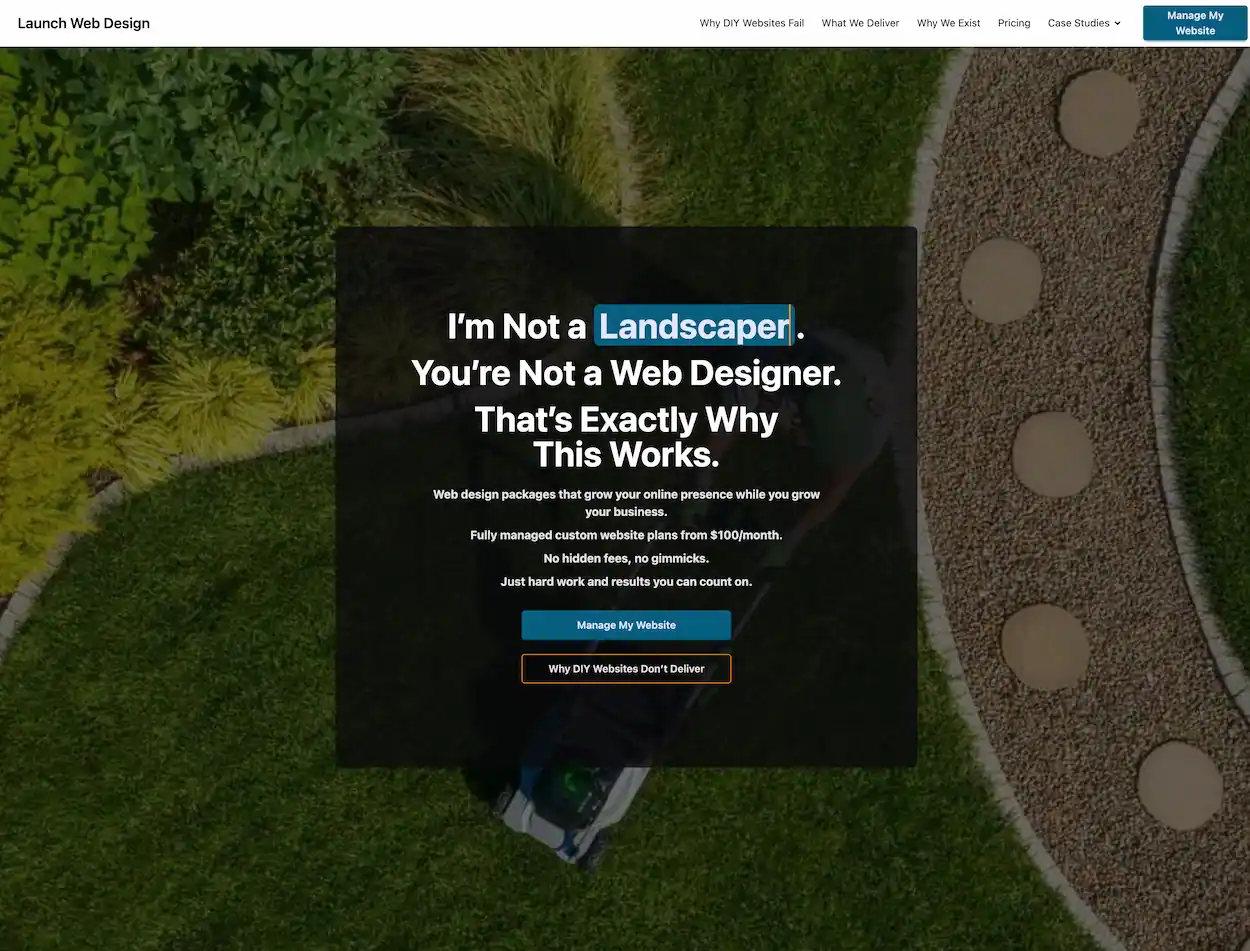 Launch Web Design
Why DIY Websites Fail
What We Deliver
Why We Exist
Pricing
Case Studies
Manage My
Website
I’m Not a Landscaper.
You’re Not a Web Designer.
That’s Exactly Why
This Works.
Web design packages that grow your online presence while you grow
your business.
Fully managed custom website plans from $100/month.
No hidden fees, no gimmicks.
Just hard work and results you can count on.
Manage My Website
Why DIY Websites Don’t Deliver